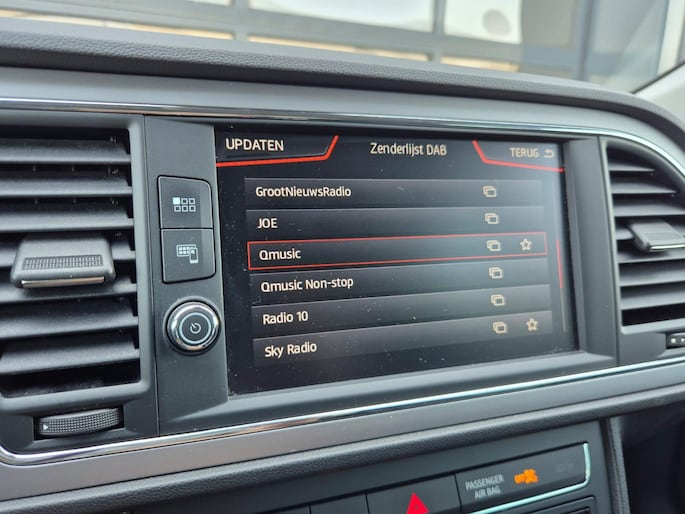 UPDATEN
Zenderlijst DAB
TERUG
GrootNieuwsRadio
JOE
Qmusic
Qmusic Non-stop
Radio 10
Sky Radio
PASSENGER
AIR BAG